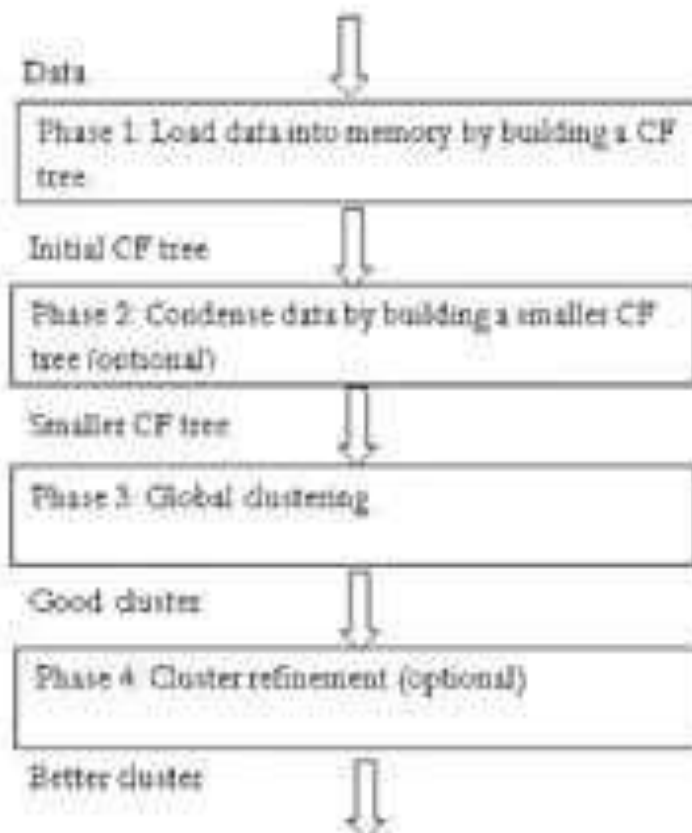 Data
Phase 1: Load data into memory by building a CF
tree
Initial CF tree
Phase 2: Condense data by building a smaller CF
tree (optional)
Smaller CF tree
Phase 3: Global clustering
Good cluster
Phase 4: Cluster refinement (optional)
Better cluster